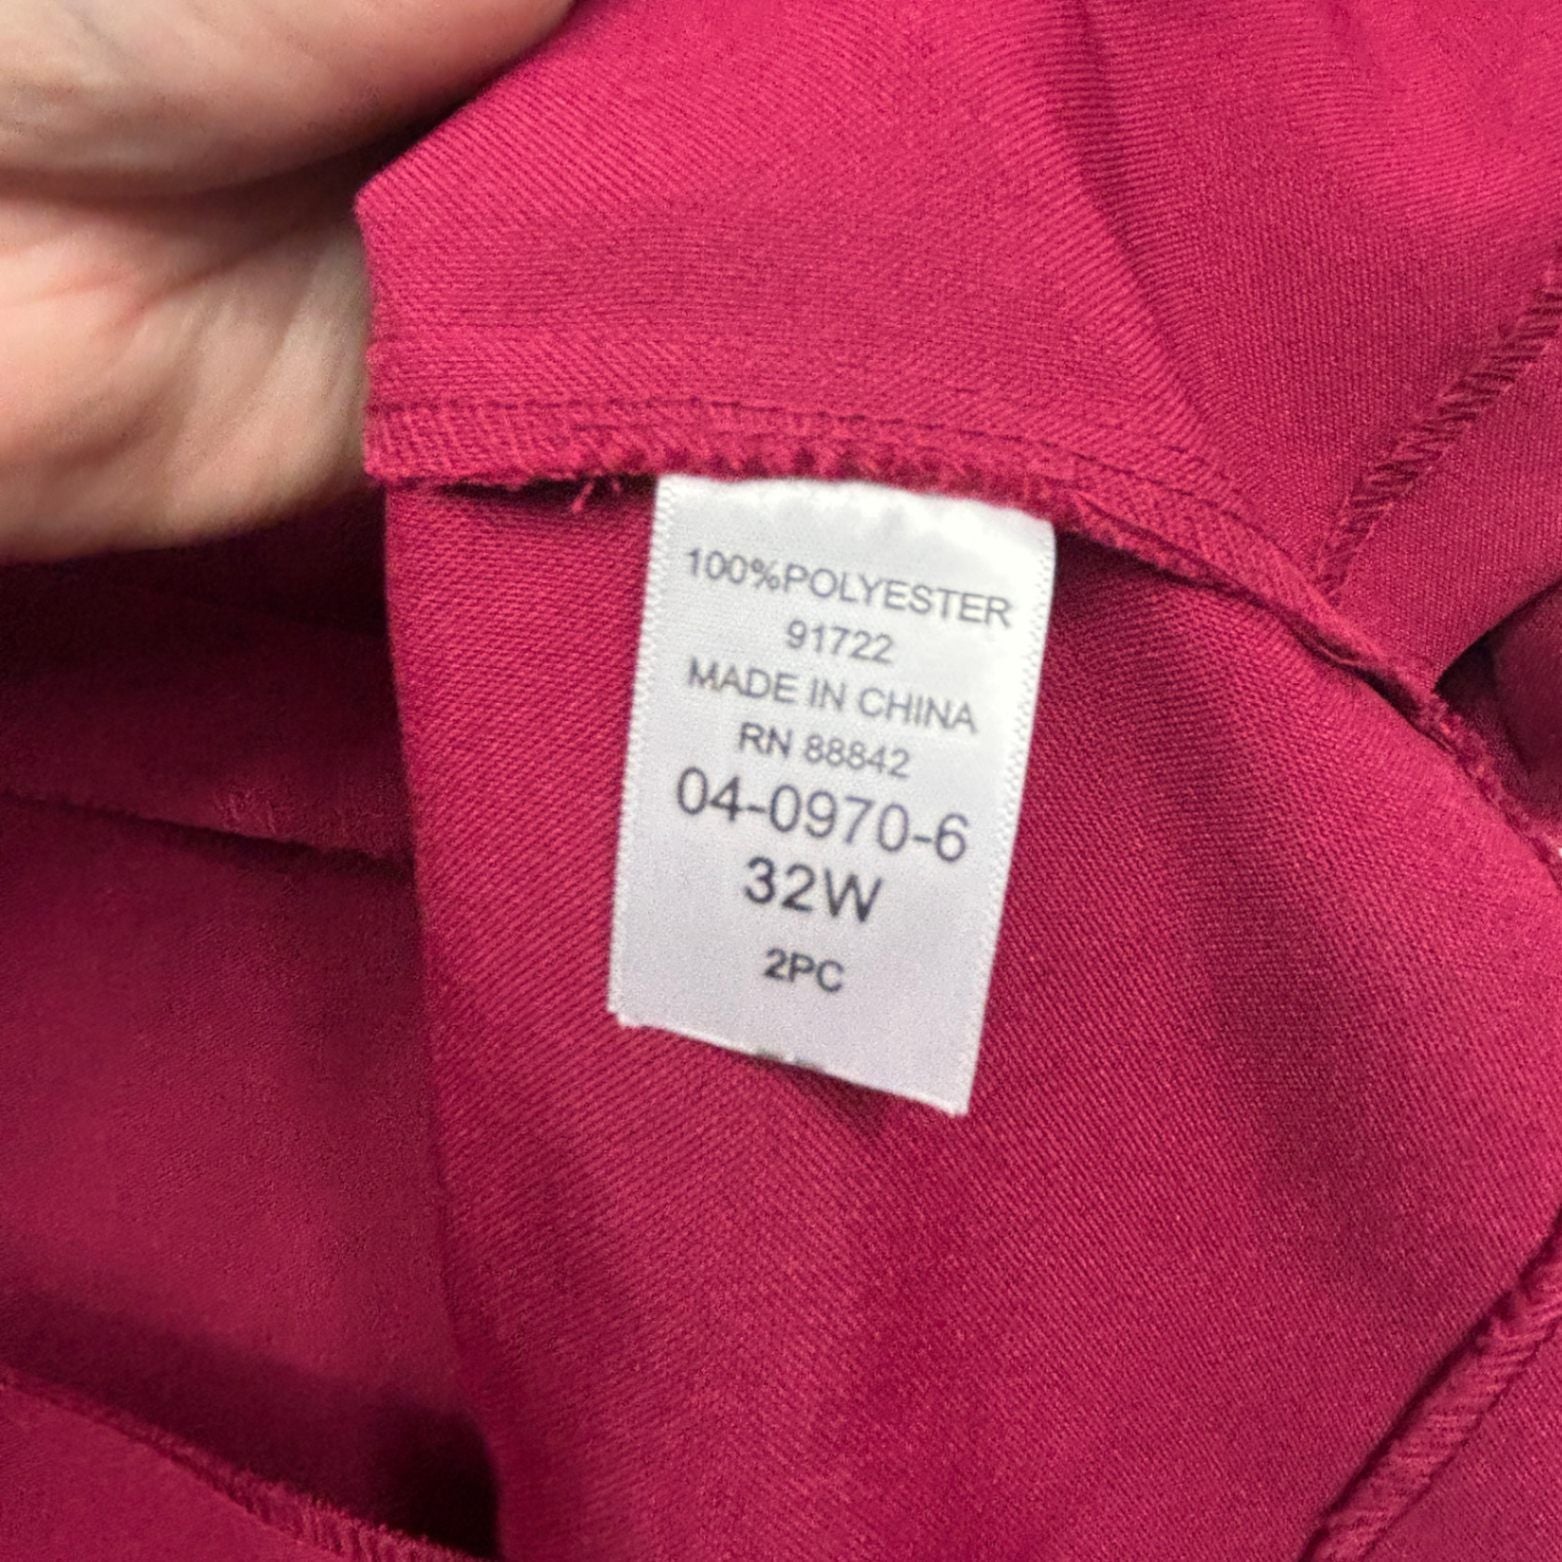 100%POLYESTER
91722
MADE IN CHINA
RN 88842
04-0970-6
32W
2PC